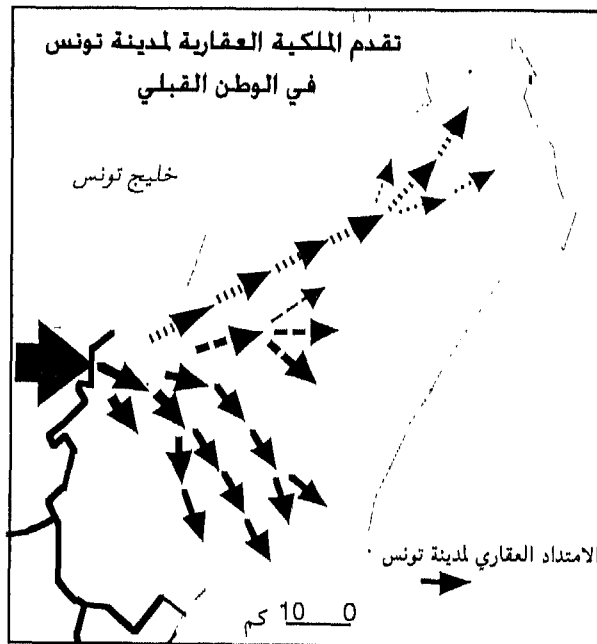 تقدم الملكية العقارية لمدينة تونس
في الوطن القبلي
خليج تونس
الامتداد العقاري لمدينة تونس
0 10 كم